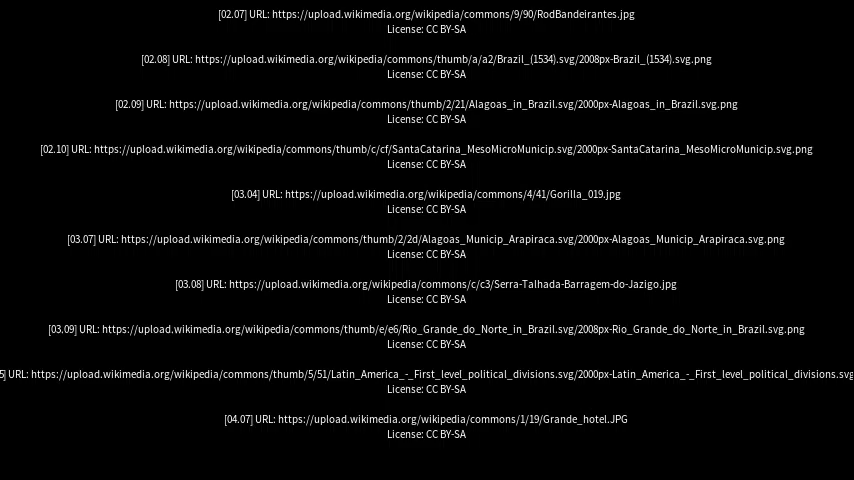 [02.07] URL: https://upload.wikimedia.org/wikipedia/commons/9/90/RodBandeirantes.jpg
License: CC BY-SA
[02.08] URL: https://upload.wikimedia.org/wikipedia/commons/thumb/a/a2/Brazil_(1534).svg/2008px-Brazil_(1534).svg.png
License: CC BY-SA
[02.09] URL: https://upload.wikimedia.org/wikipedia/commons/thumb/2/21/Alagoas_in_Brazil.svg/2000px-Alagoas_in_Brazil.svg.png
License: CC BY-SA
[02.10] URL: https://upload.wikimedia.org/wikipedia/commons/thumb/c/cf/SantaCatarina_MesoMicroMunicip.svg/2000px-SantaCatarina_MesoMicroMunicip.svg.png
License: CC BY-SA
[03.04] URL: https://upload.wikimedia.org/wikipedia/commons/4/41/Gorilla_019.jpg
License: CC BY-SA
[03.07] URL: https://upload.wikimedia.org/wikipedia/commons/thumb/2/2d/Alagoas_Municip_Arapiraca.svg/2000px-Alagoas_Municip_Arapiraca.svg.png
License: CC BY-SA
[03.08] URL: https://upload.wikimedia.org/wikipedia/commons/c/c3/Serra-Talhada-Barragem-do-Jazigo.jpg
License: CC BY-SA
[03.09] URL: https://upload.wikimedia.org/wikipedia/commons/thumb/e/e6/Rio_Grande_do_Norte_in_Brazil.svg/2008px-Rio_Grande_do_Norte_in_Brazil.svg.png
License: CC BY-SA
5] URL: https://upload.wikimedia.org/wikipedia/commons/thumb/5/51/Latin_America_-_First_level_political_divisions.svg/2000px-Latin_America_-_First_level_political_divisions.svg
License: CC BY-SA
[04.07] URL: https://upload.wikimedia.org/wikipedia/commons/1/19/Grande_hotel.JPG
License: CC BY-SA